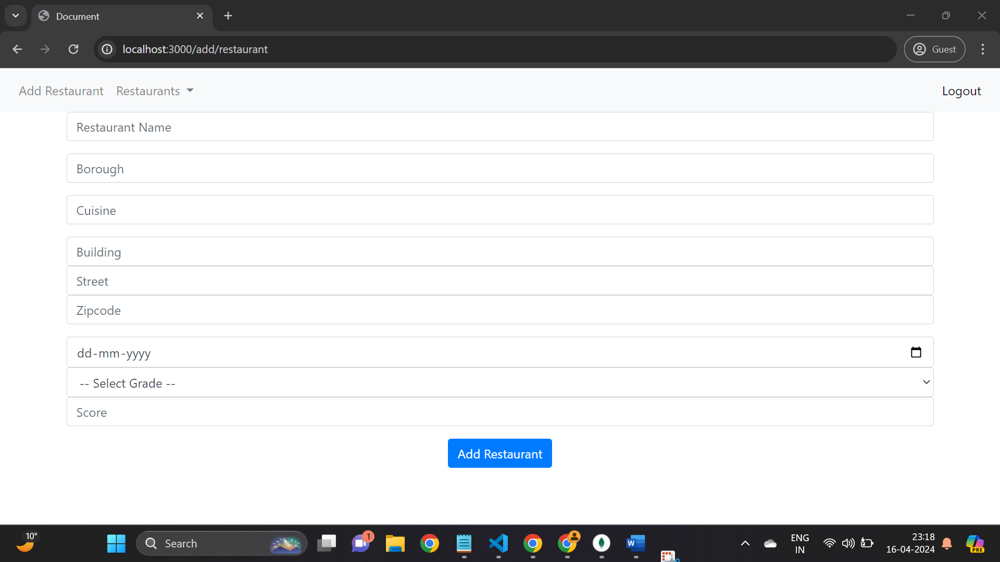 Document
localhost:3000/add/restaurant
Guest
Add Restaurant
Restaurants
Logout
Restaurant Name
Borough
Cuisine
Building
Street
Zipcode
dd-mm-yyyy
-- Select Grade --
Score
Add Restaurant
10°
Search
1
W
ENG
IN
23:18
16-04-2024
PRE